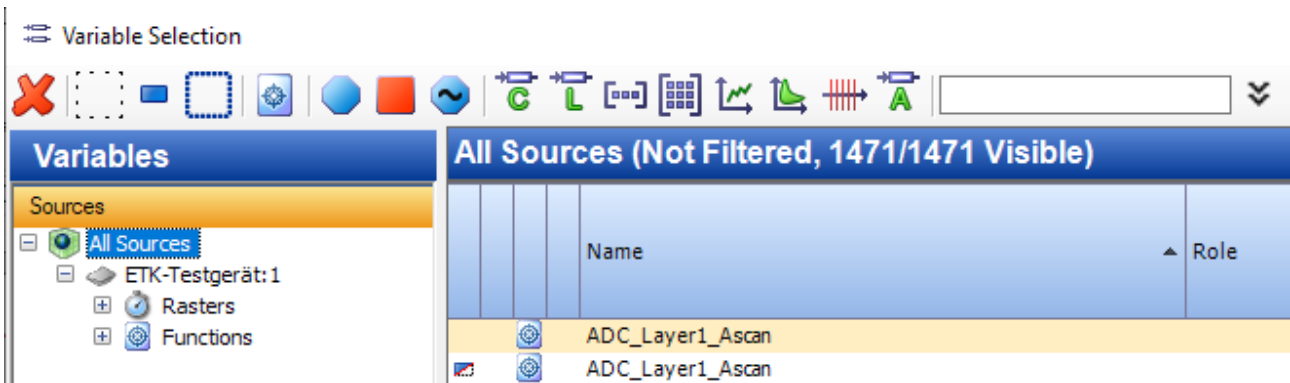 Variable Selection
C L A
Variables
All Sources (Not Filtered, 1471/1471 Visible)
Sources
All Sources
ETK-Testgerät:1
Rasters
Functions
Name
Role
ADC_Layer1_Ascan
ADC_Layer1_Ascan